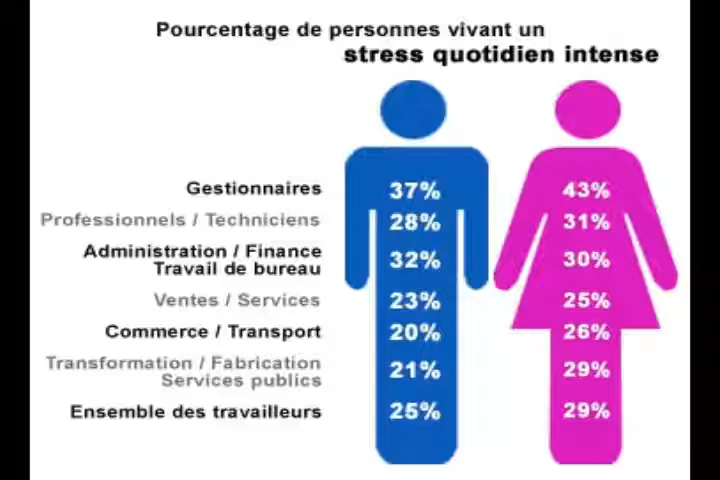 Pourcentage de personnes vivant un
stress quotidien intense
Gestionnaires 37% 43%
Professionnels / Techniciens 28% 31%
Administration / Finance
Travail de bureau 32% 30%
Ventes / Services 23% 25%
Commerce / Transport 20% 26%
Transformation / Fabrication
Services publics 21% 29%
Ensemble des travailleurs 25% 29%